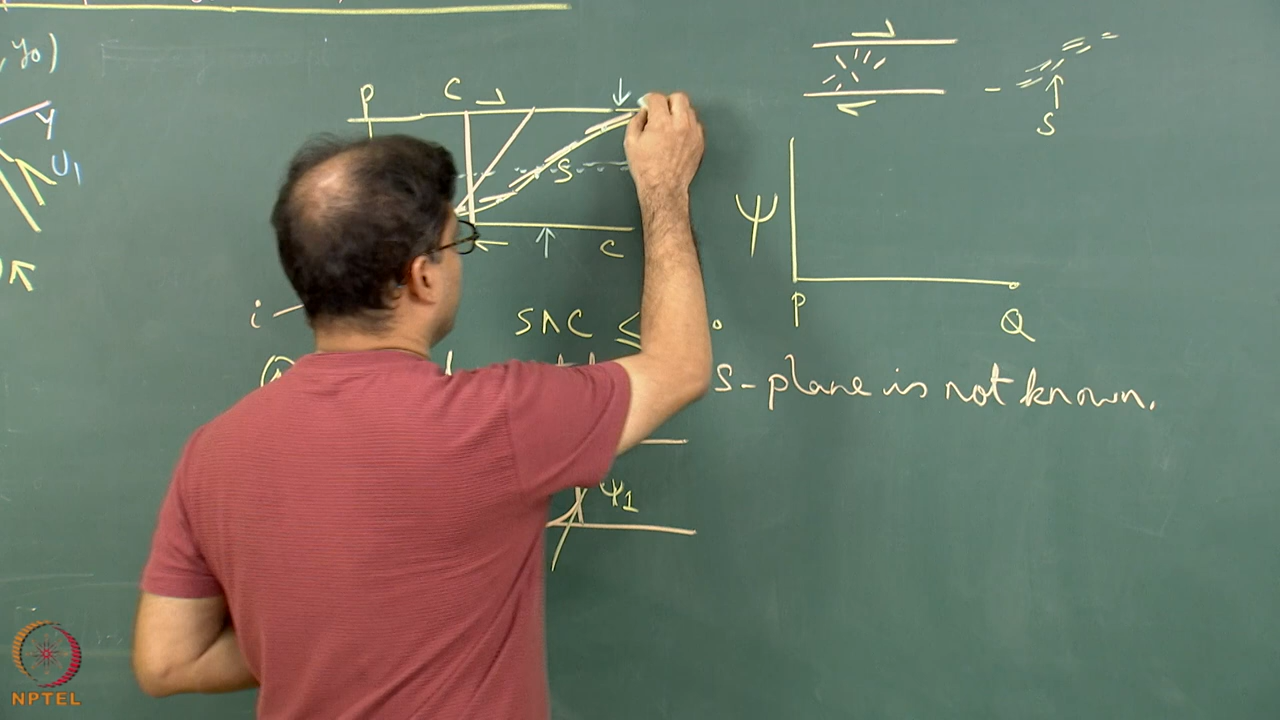 , y₀)
y
U₁
P C
S
C
i
S∧C ≤
S-plane is not known.
ψ₁
S
ψ
P Q
NPTEL